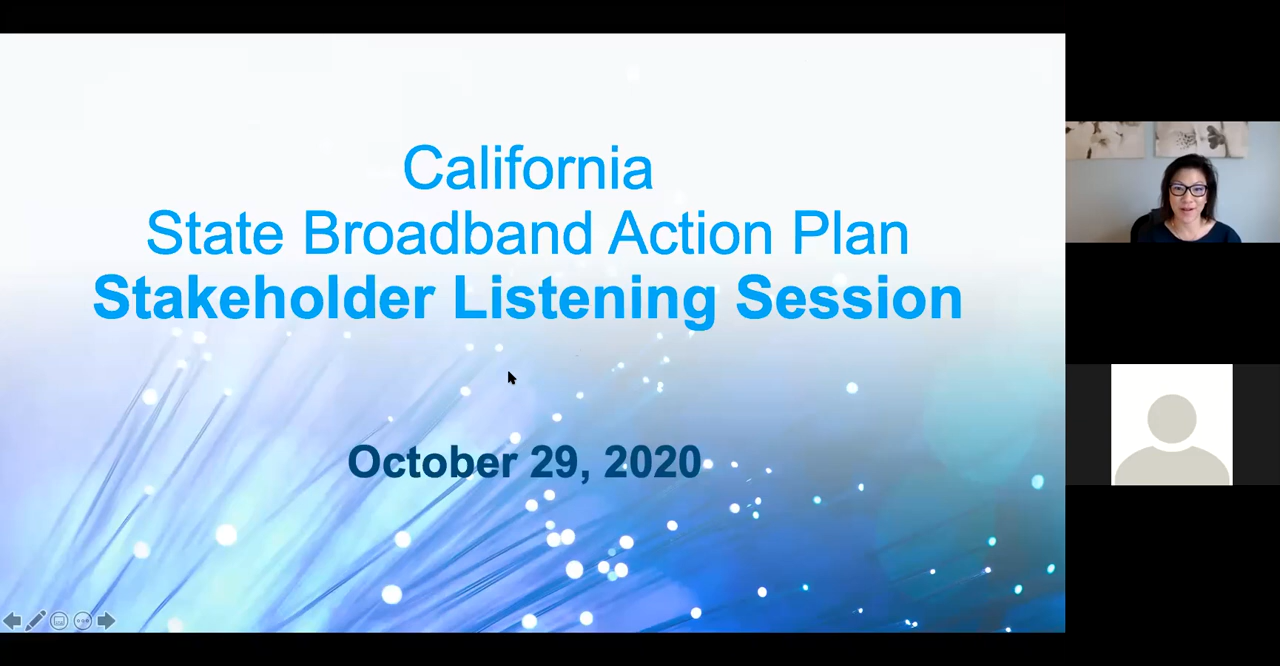 California
State Broadband Action Plan
Stakeholder Listening Session
October 29, 2020